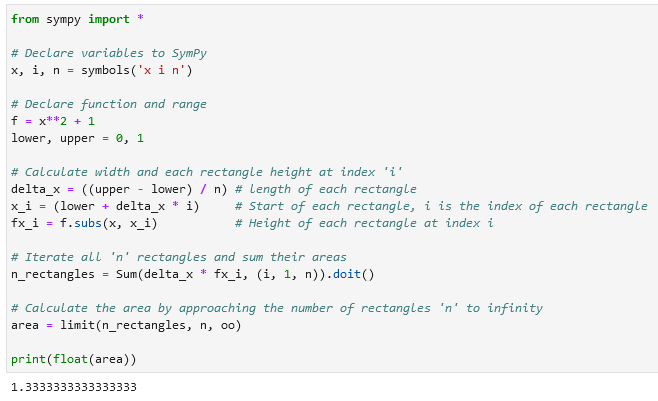 from sympy import *
# Declare variables to SymPy
x, i, n = symbols('x i n')
# Declare function and range
f = x**2 + 1
lower, upper = 0, 1
# Calculate width and each rectangle height at index 'i'
delta_x = ((upper - lower) / n) # length of each rectangle
x_i = (lower + delta_x * i)     # Start of each rectangle, i is the index of each rectangle
fx_i = f.subs(x, x_i)           # Height of each rectangle at index i
# Iterate all 'n' rectangles and sum their areas
n_rectangles = Sum(delta_x * fx_i, (i, 1, n)).doit()
# Calculate the area by approaching the number of rectangles 'n' to infinity
area = limit(n_rectangles, n, oo)
print(float(area))
1.3333333333333333